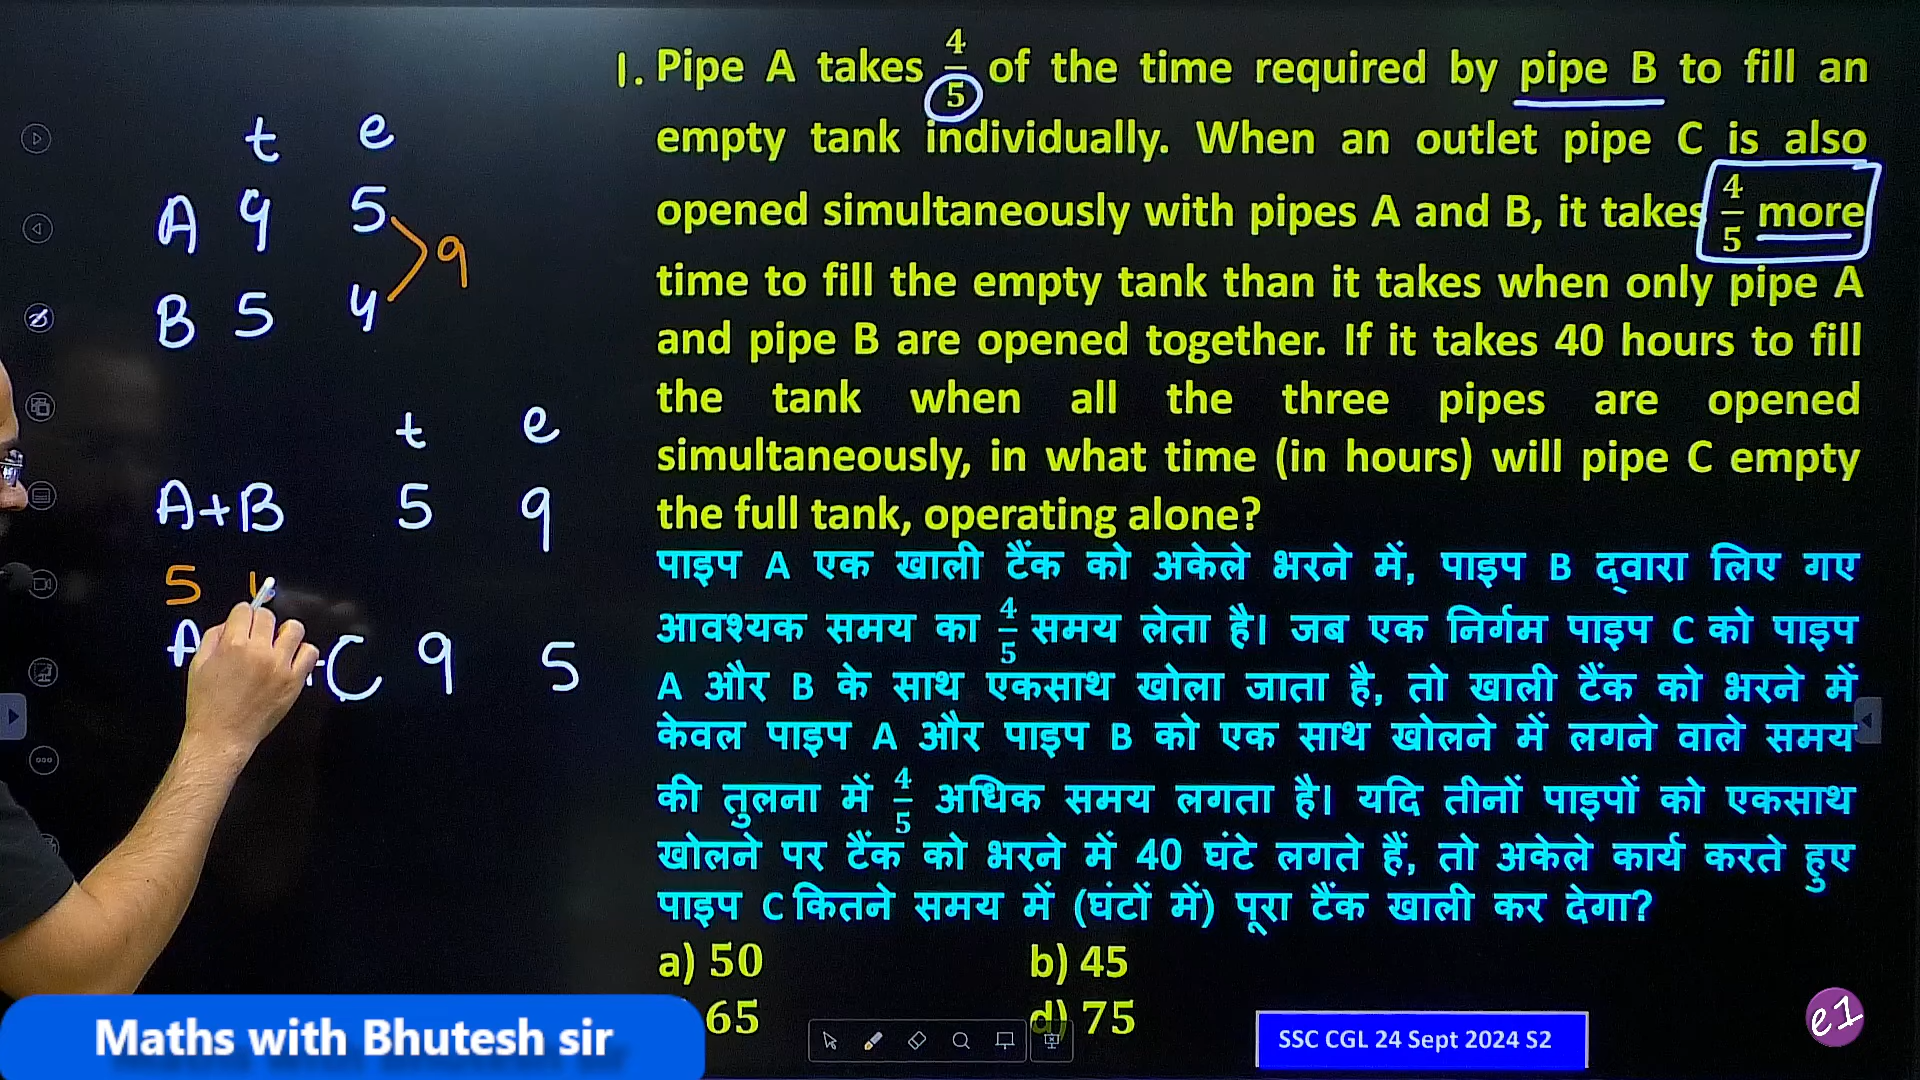 1. Pipe A takes 4/5 of the time required by pipe B to fill an
empty tank individually. When an outlet pipe C is also
opened simultaneously with pipes A and B, it takes 4/5 more
time to fill the empty tank than it takes when only pipe A
and pipe B are opened together. If it takes 40 hours to fill
the tank when all the three pipes are opened
simultaneously, in what time (in hours) will pipe C empty
the full tank, operating alone?
पाइप A एक खाली टैंक को अकेले भरने में, पाइप B द्वारा लिए गए
आवश्यक समय का 4/5 समय लेता है। जब एक निर्गम पाइप C को पाइप
A और B के साथ एकसाथ खोला जाता है, तो खाली टैंक को भरने में
केवल पाइप A और पाइप B को एक साथ खोलने में लगने वाले समय
की तुलना में 4/5 अधिक समय लगता है। यदि तीनों पाइपों को एकसाथ
खोलने पर टैंक को भरने में 40 घंटे लगते हैं, तो अकेले कार्य करते हुए
पाइप C कितने समय में (घंटों में) पूरा टैंक खाली कर देगा?
a) 50 b) 45
65 d) 75
t e
A 4 5
9
B 5 4
t e
A+B 5 9
5
A C 9 5
Maths with Bhutesh sir
SSC CGL 24 Sept 2024 S2
e1